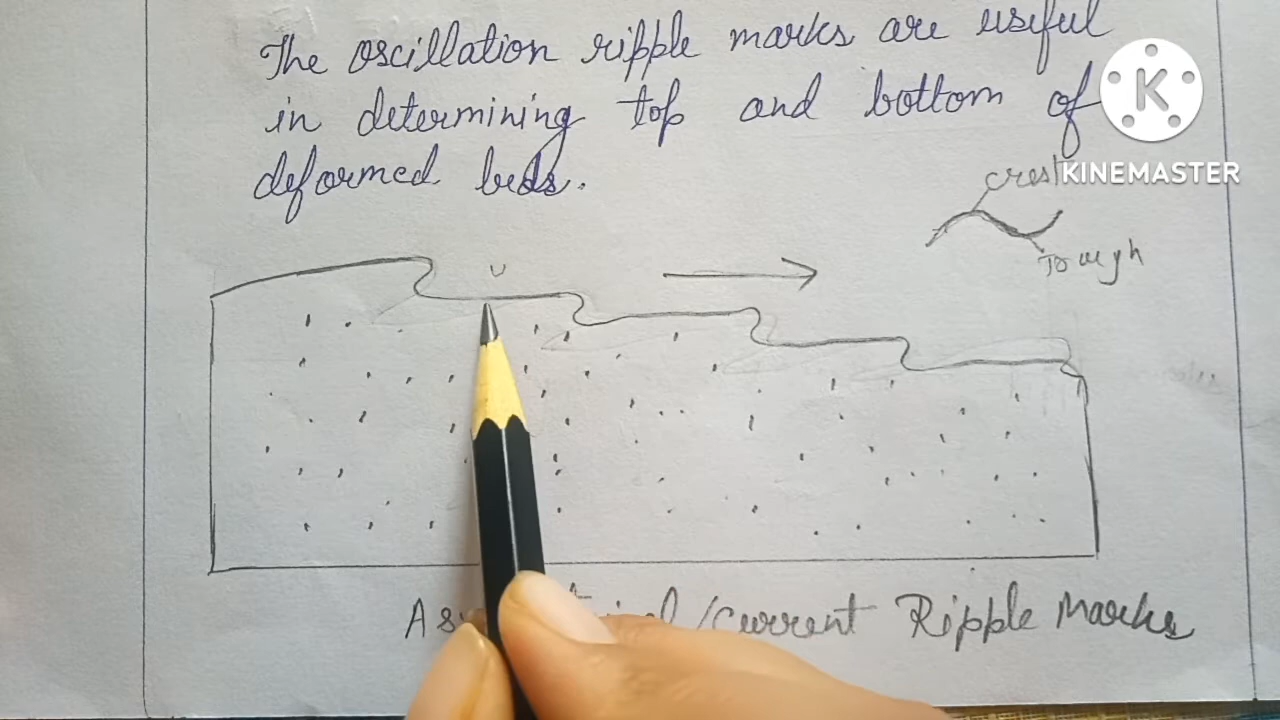 The oscillation ripple marks are useful
in determining top and bottom of
deformed beds.
K
KINEMASTER
crest
Trough
U
/current Ripple Marks